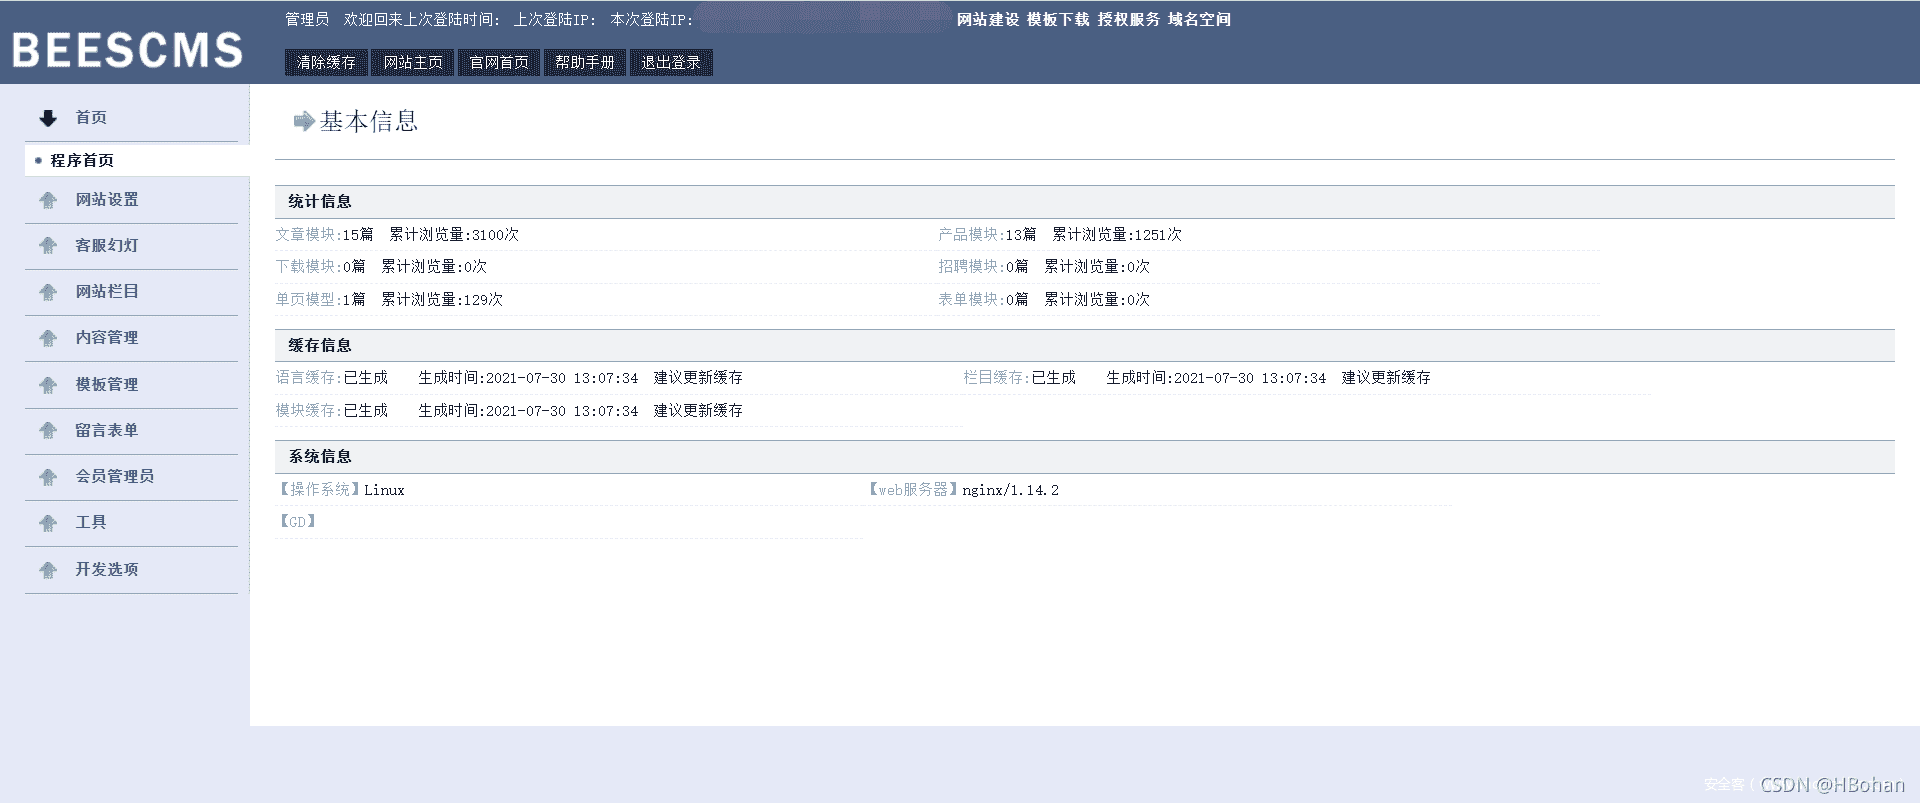 管理员 欢迎回来上次登陆时间: 上次登陆IP: 本次登陆IP: 网站建设 模板下载 授权服务 域名空间
BEESCMS
清除缓存 网站主页 官网首页 帮助手册 退出登录
首页
程序首页
网站设置
客服幻灯
网站栏目
内容管理
模板管理
留言表单
会员管理员
工具
开发选项
基本信息
统计信息
文章模块:15篇 累计浏览量:3100次 产品模块:13篇 累计浏览量:1251次
下载模块:0篇 累计浏览量:0次 招聘模块:0篇 累计浏览量:0次
单页模型:1篇 累计浏览量:129次 表单模块:0篇 累计浏览量:0次
缓存信息
语言缓存:已生成 生成时间:2021-07-30 13:07:34 建议更新缓存 栏目缓存:已生成 生成时间:2021-07-30 13:07:34 建议更新缓存
模块缓存:已生成 生成时间:2021-07-30 13:07:34 建议更新缓存
系统信息
【操作系统】Linux 【web服务器】nginx/1.14.2
【GD】
安全客 ( CSDN @HBohan